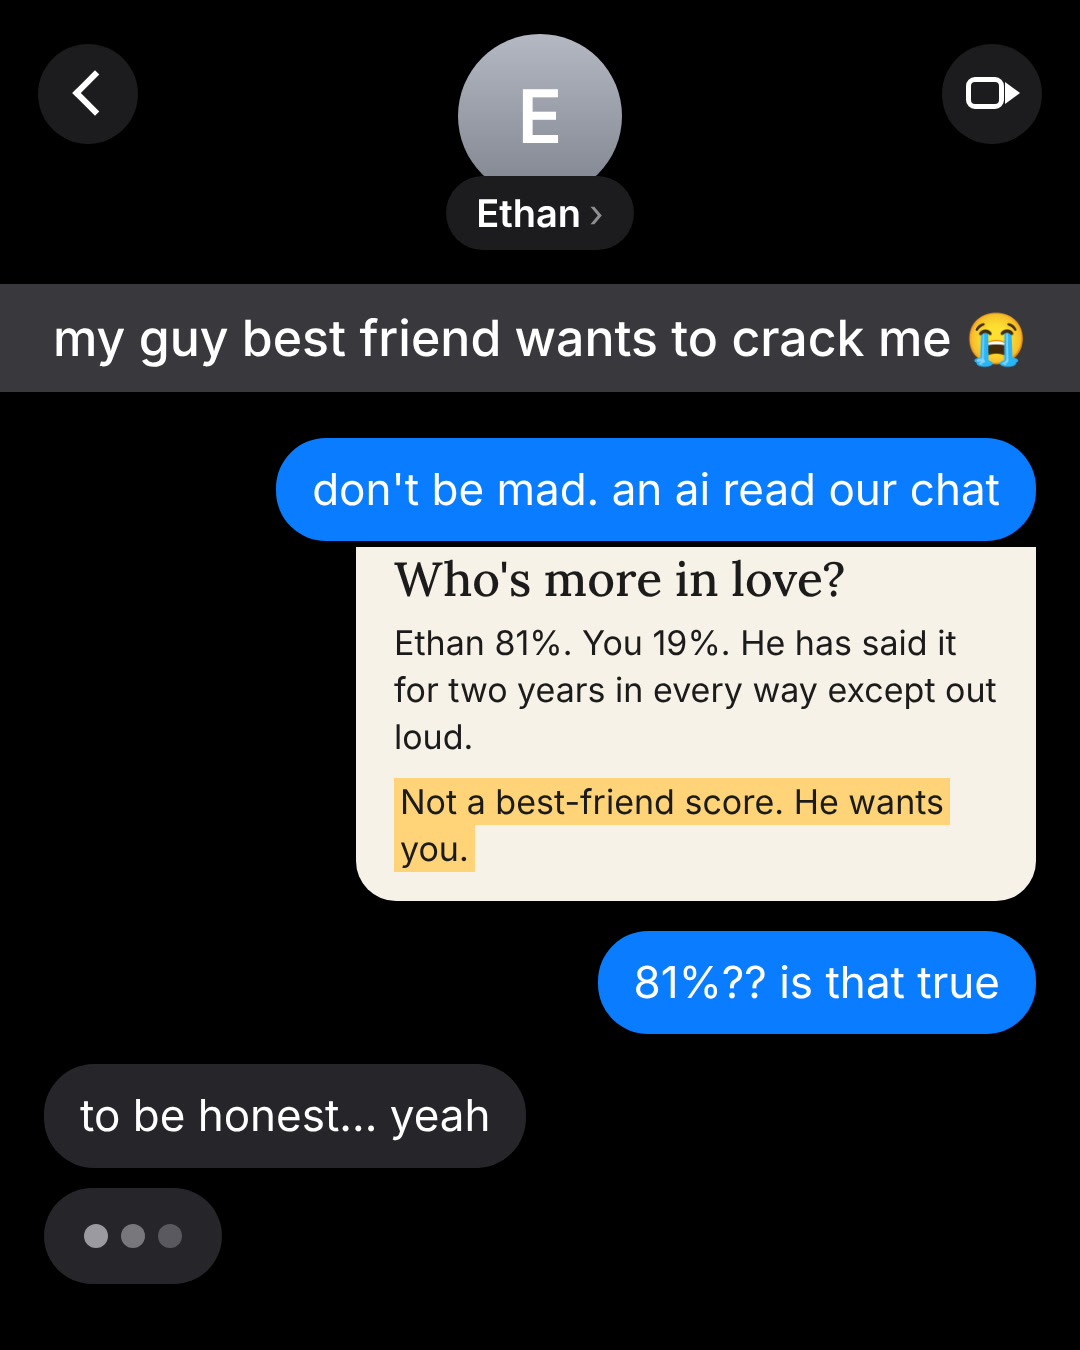 E
Ethan ›
my guy best friend wants to crack me 😭
don't be mad. an ai read our chat
Who's more in love?
Ethan 81%. You 19%. He has said it
for two years in every way except out
loud.
Not a best-friend score. He wants
you.
81%?? is that true
to be honest... yeah